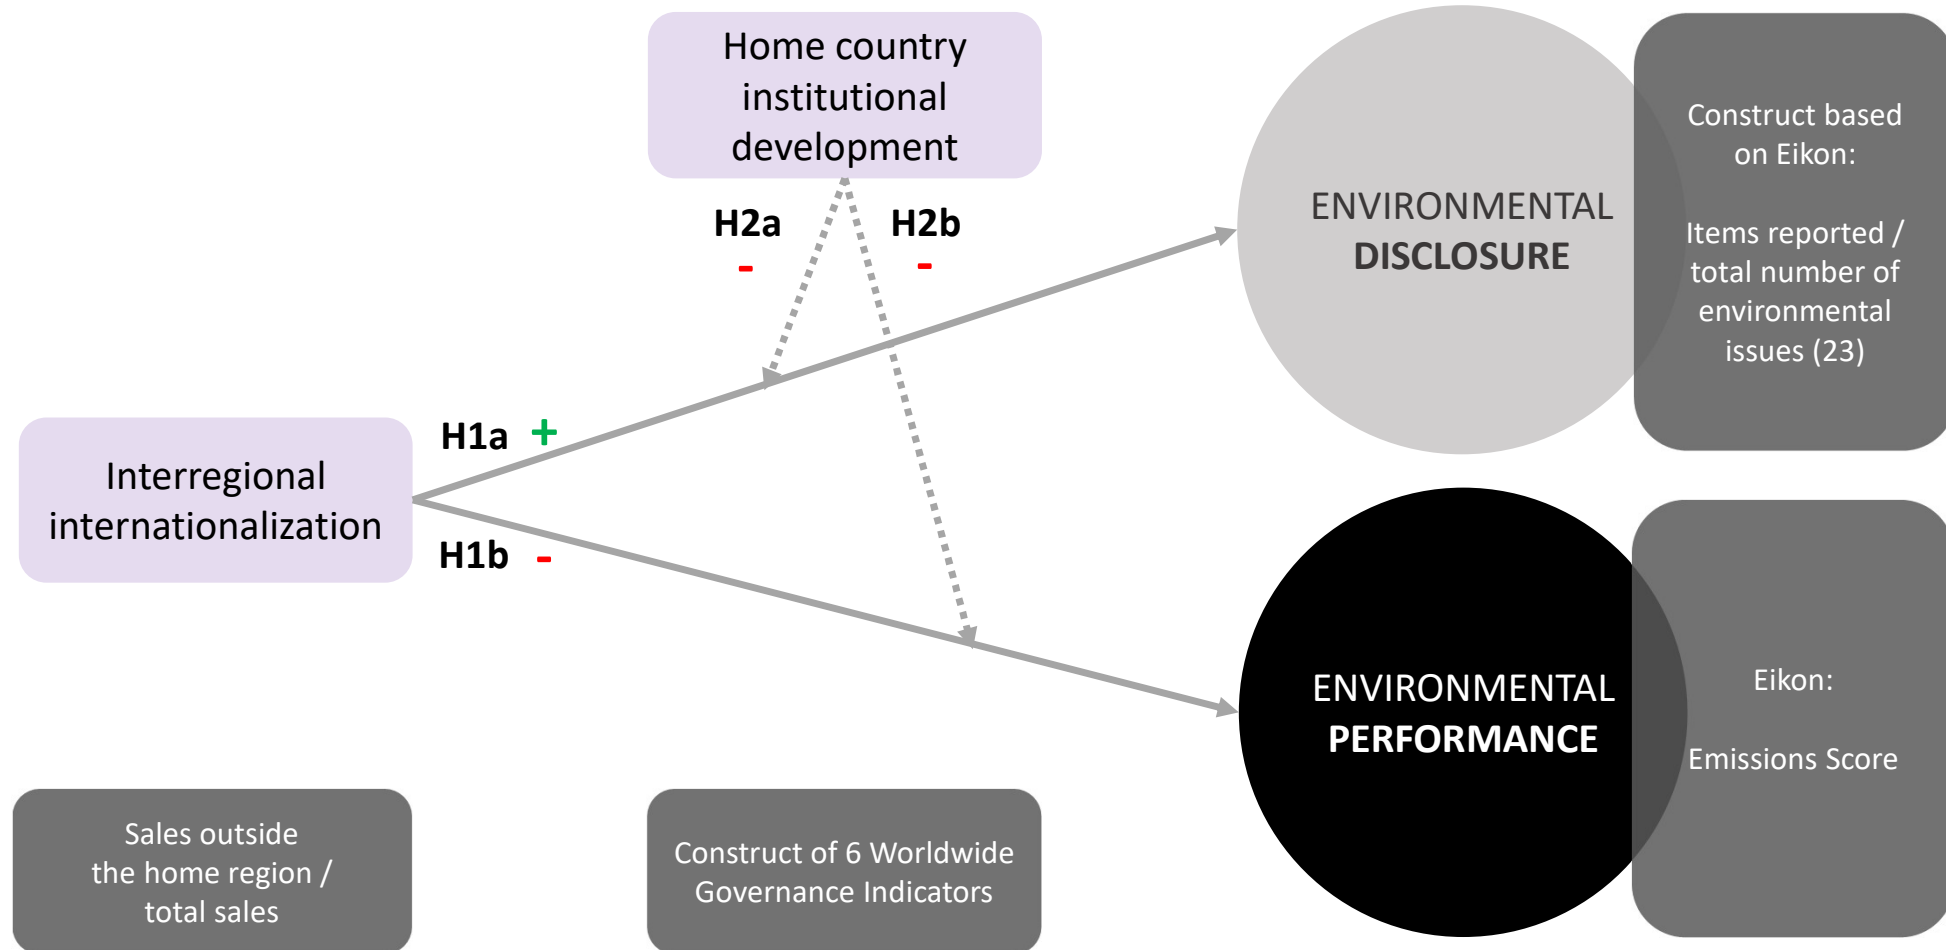 Home country
institutional
development
H2a
-
H2b
-
ENVIRONMENTAL
DISCLOSURE
Construct based
on Eikon:
Items reported /
total number of
environmental
issues (23)
Interregional
internationalization
H1a +
H1b -
ENVIRONMENTAL
PERFORMANCE
Eikon:
Emissions Score
Sales outside
the home region /
total sales
Construct of 6 Worldwide
Governance Indicators